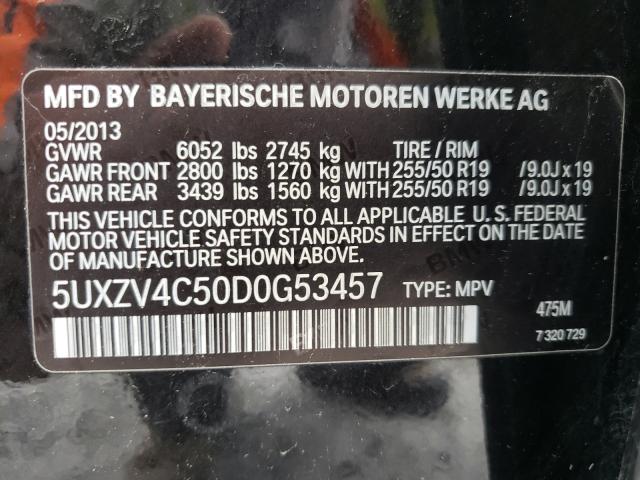 MFD BY BAYERISCHE MOTOREN WERKE AG
05/2013
GVWR 6052 lbs 2745 kg TIRE / RIM
GAWR FRONT 2800 lbs 1270 kg WITH 255/50 R19 /9.0J x 19
GAWR REAR 3439 lbs 1560 kg WITH 255/50 R19 /9.0J x 19
THIS VEHICLE CONFORMS TO ALL APPLICABLE U. S. FEDERAL
MOTOR VEHICLE SAFETY STANDARDS IN EFFECT ON THE DATE
OF MANUFACTURE SHOWN ABOVE.
5UXZV4C50D0G53457 TYPE: MPV 475M
7 320 729